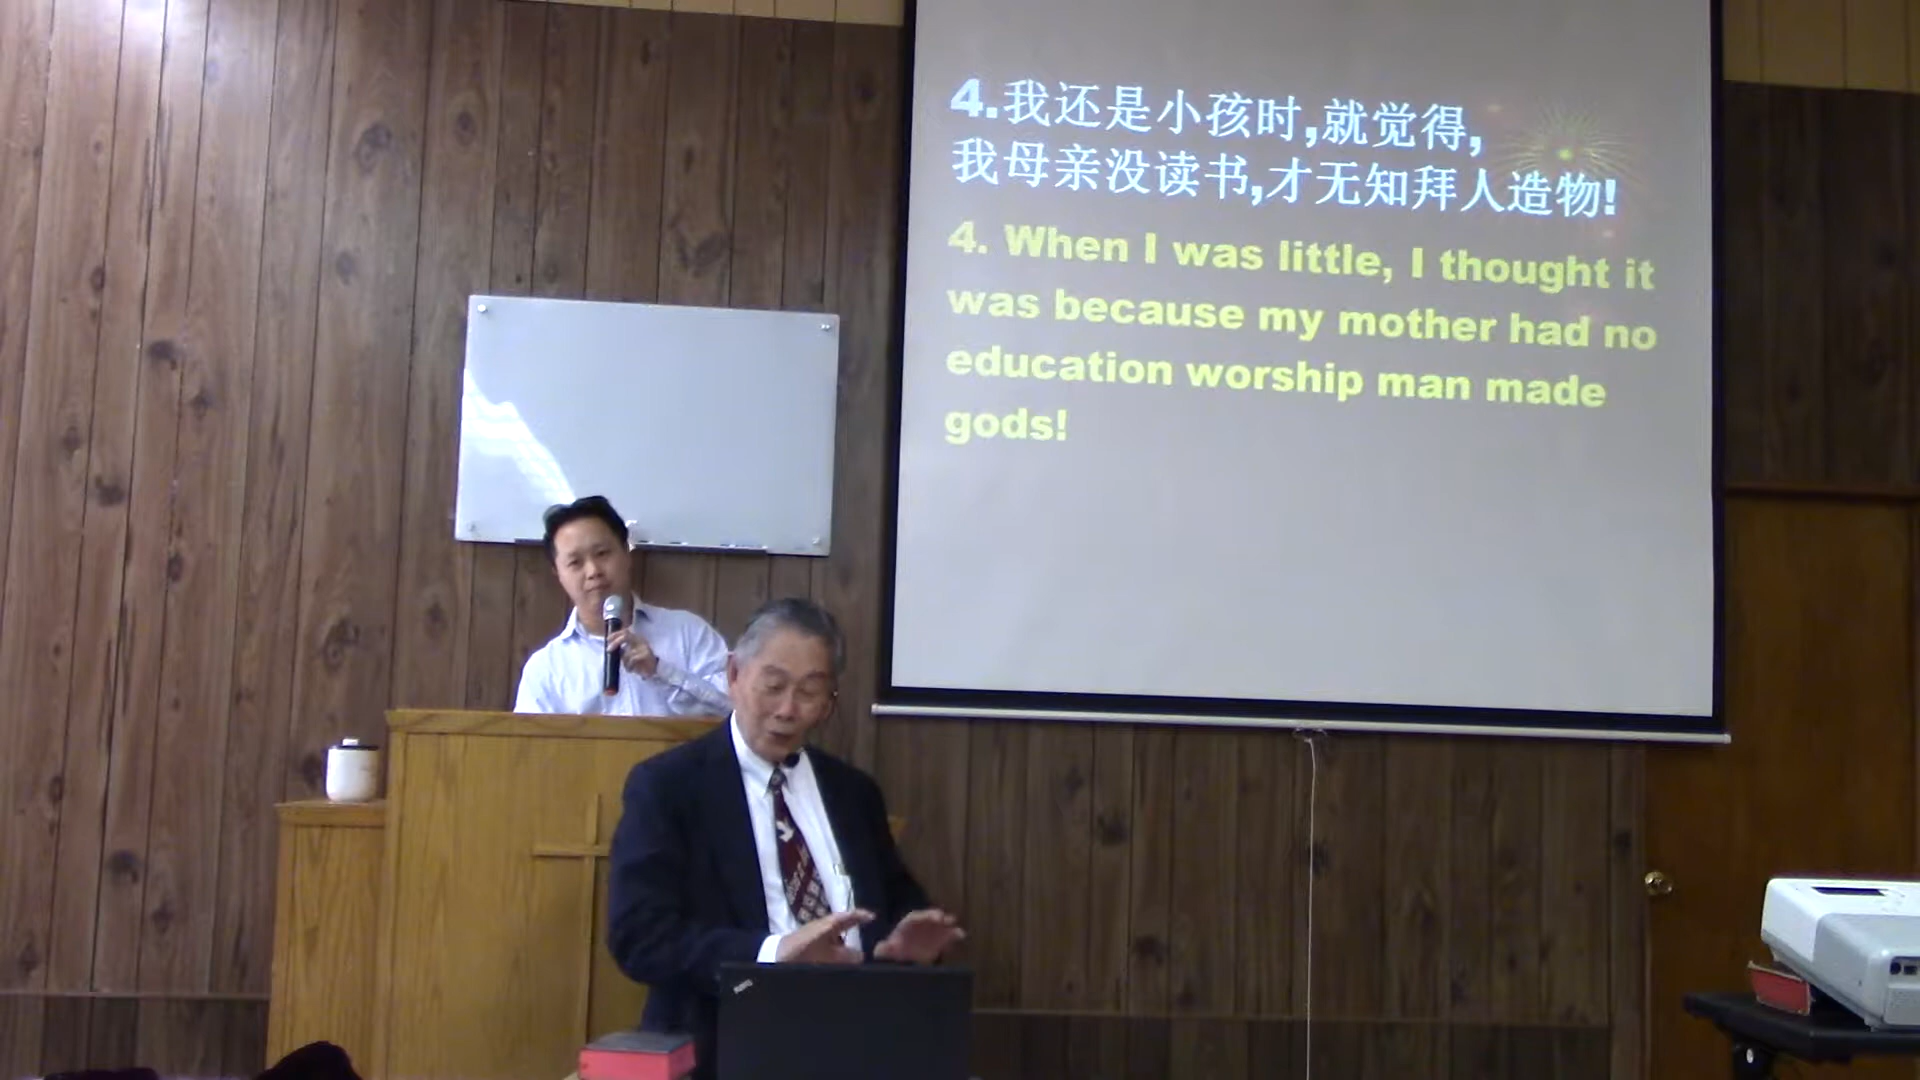 4.我还是小孩时,就觉得,
我母亲没读书,才无知拜人造物!
4. When I was little, I thought it
was because my mother had no
education worship man made
gods!